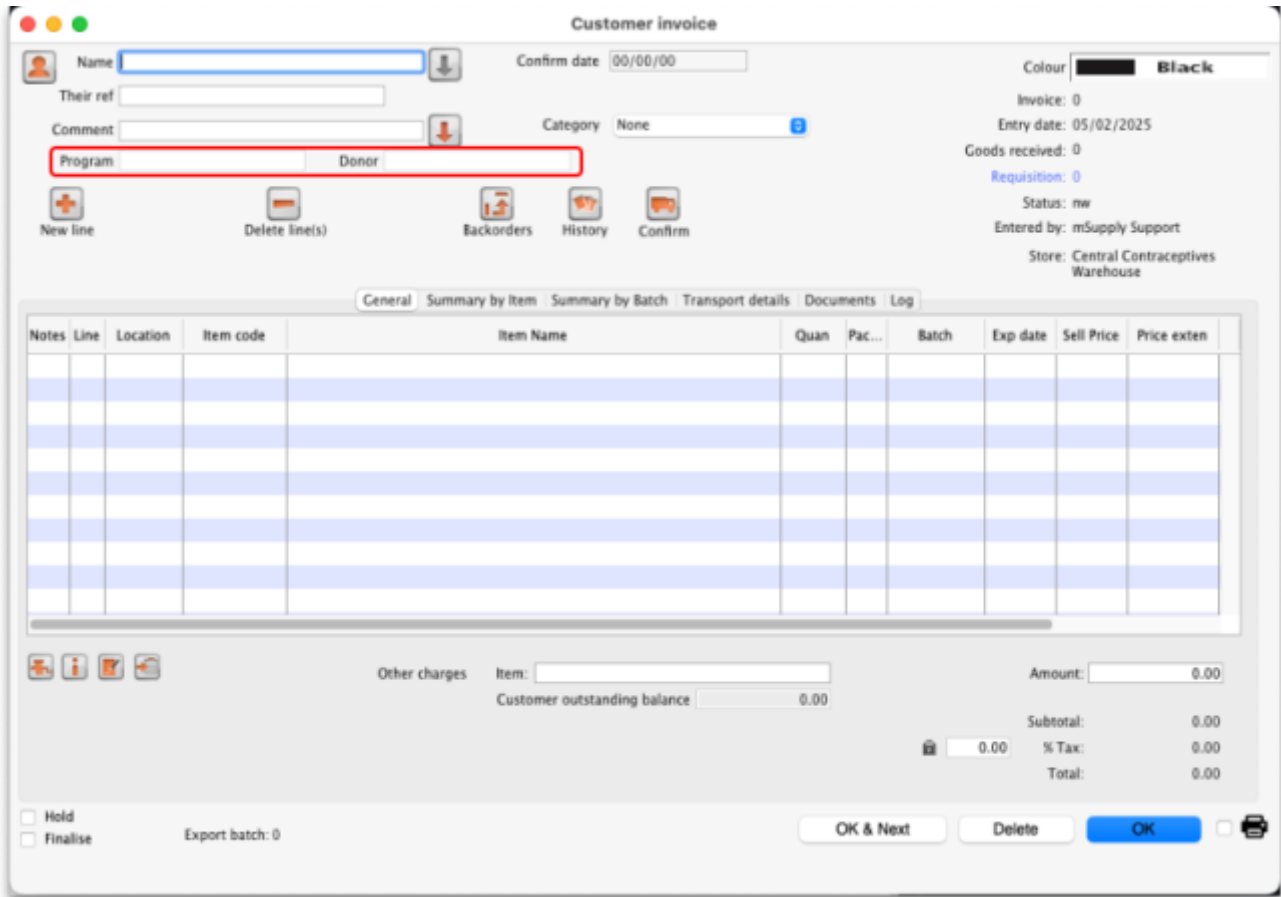 Customer invoice
Name
Confirm date 00/00/00
Colour Black
Their ref
Invoice: 0
Comment
Category None
Entry date: 05/02/2025
Program
Donor
Goods received: 0
Requisition: 0
Status: nw
Entered by: mSupply Support
Store: Central Contraceptives
Warehouse
New line
Delete line(s)
Backorders
History
Confirm
General Summary by Item Summary by Batch Transport details Documents Log
Notes Line Location Item code Item Name Quan Pac... Batch Exp date Sell Price Price exten
Other charges Item: Amount: 0.00
Customer outstanding balance 0.00
Subtotal: 0.00
0.00 % Tax: 0.00
Total: 0.00
Hold
Finalise
Export batch: 0
OK & Next
Delete
OK